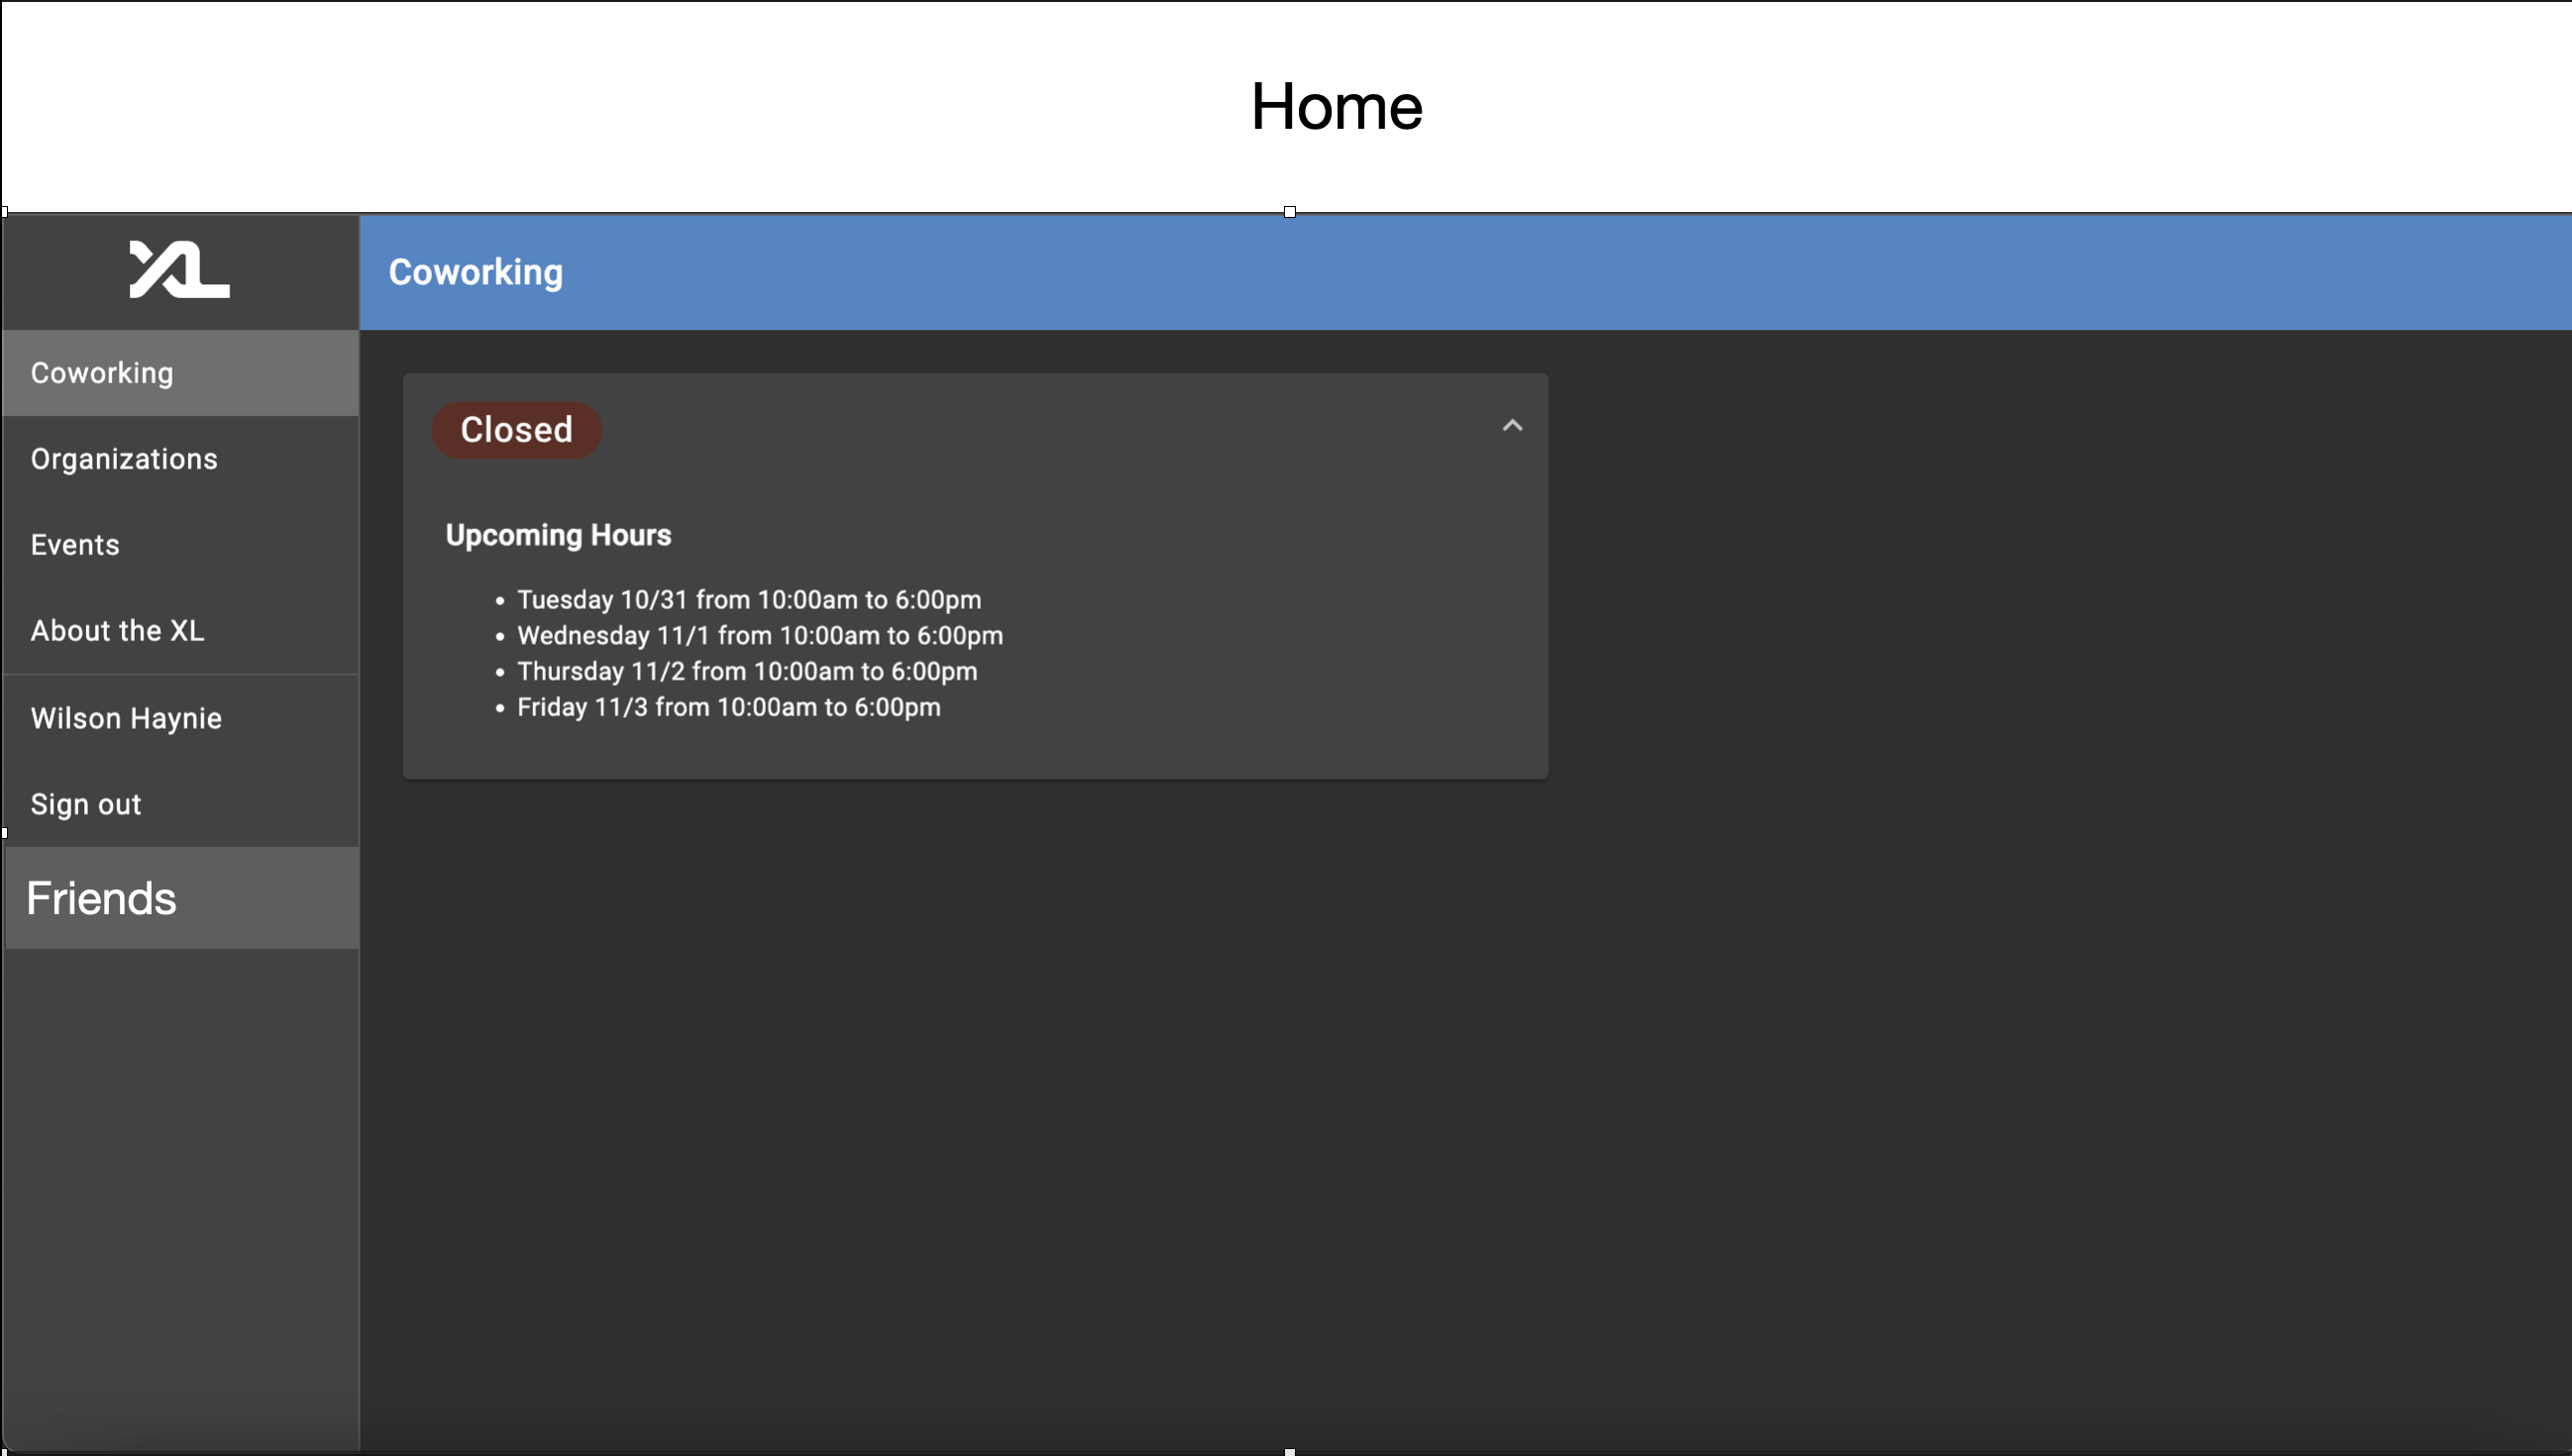 Home
XL
Coworking
Coworking
Organizations
Events
About the XL
Wilson Haynie
Sign out
Friends
Closed
Upcoming Hours
• Tuesday 10/31 from 10:00am to 6:00pm
• Wednesday 11/1 from 10:00am to 6:00pm
• Thursday 11/2 from 10:00am to 6:00pm
• Friday 11/3 from 10:00am to 6:00pm